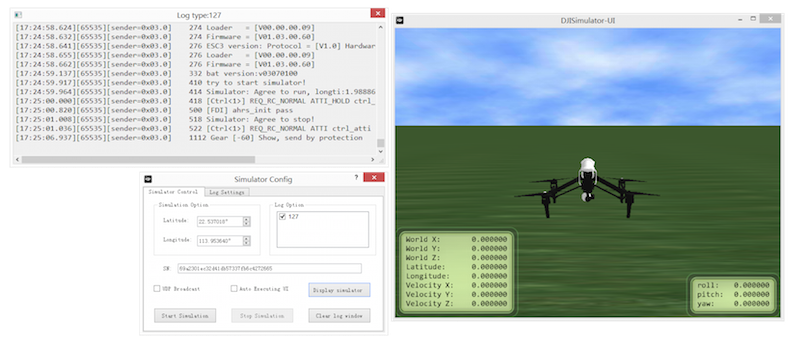 Log type:127
[17:24:58.624][65535][sender=0x03.0]    274 Loader   = [V00.00.00.09]
[17:24:58.632][65535][sender=0x03.0]    274 Firmware = [V01.03.00.60]
[17:24:58.641][65535][sender=0x03.0]    276 ESC3 version: Protocol = [V1.0] Hardwar
[17:24:58.655][65535][sender=0x03.0]    276 Loader   = [V00.00.00.09]
[17:24:58.662][65535][sender=0x03.0]    276 Firmware = [V01.03.00.60]
[17:24:59.137][65535][sender=0x03.0]    332 bat version:v03070100
[17:24:59.917][65535][sender=0x03.0]    410 try to start simulator!
[17:24:59.964][65535][sender=0x03.0]    414 Simulator: Agree to run, longti:1.98886
[17:25:00.000][65535][sender=0x03.0]    418 [Ctrl<1>] REQ_RC_NORMAL ATTI_HOLD ctrl_
[17:25:00.820][65535][sender=0x03.0]    500 [FDI] ahrs_init pass
[17:25:01.008][65535][sender=0x03.0]    518 Simulator: Agree to stop!
[17:25:01.036][65535][sender=0x03.0]    522 [Ctrl<1>] REQ_RC_NORMAL ATTI ctrl_atti
[17:25:06.937][65535][sender=0x03.0]    1112 Gear [-60] Show, send by protection
Simulator Config
Simulator Control Log Settings
Simulation Option
Latitude: 22.537018°
Longitude 113.953640°
Log Option
127
SN:
UDP Broadcast Auto Executing UI Display simulator
Start Simulation Stop Simulation Clear log window
DJISimulator-UI
World X: 0.000000
World Y: 0.000000
World Z: 0.000000
Latitude: 0.000000
Longitude: 0.000000
Velocity X: 0.000000
Velocity Y: 0.000000
Velocity Z: 0.000000
roll: 0.000000
pitch: 0.000000
yaw: 0.000000